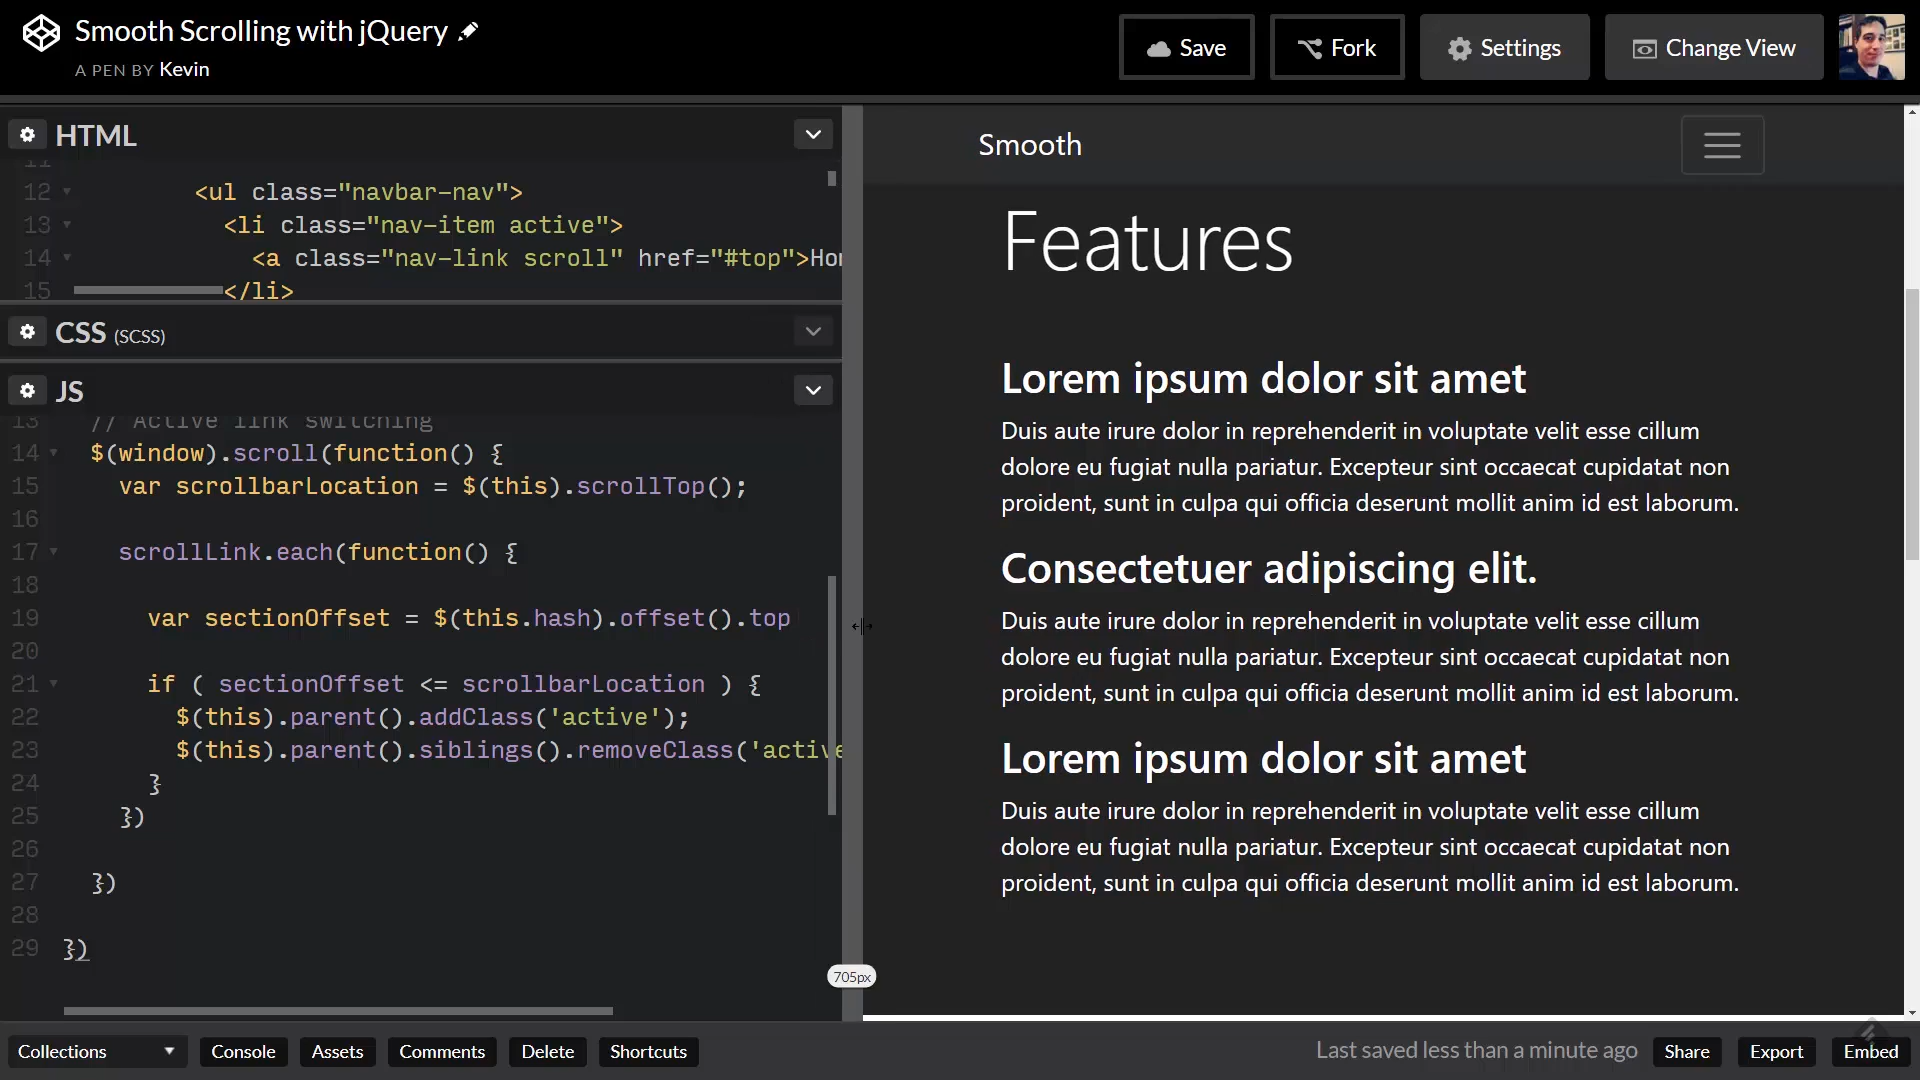 Smooth Scrolling with jQuery
A PEN BY Kevin
Save
Fork
Settings
Change View
HTML
11
12 <ul class="navbar-nav">
13 <li class="nav-item active">
14 <a class="nav-link scroll" href="#top">Hom
15 </li>
CSS (SCSS)
JS
13 // Active link switching
14 $(window).scroll(function() {
15 var scrollbarLocation = $(this).scrollTop();
16
17 scrollLink.each(function() {
18
19 var sectionOffset = $(this.hash).offset().top
20
21 if ( sectionOffset <= scrollbarLocation ) {
22 $(this).parent().addClass('active');
23 $(this).parent().siblings().removeClass('active
24 }
25 })
26
27 })
28
29 })
705px
Smooth
Features
Lorem ipsum dolor sit amet
Duis aute irure dolor in reprehenderit in voluptate velit esse cillum
dolore eu fugiat nulla pariatur. Excepteur sint occaecat cupidatat non
proident, sunt in culpa qui officia deserunt mollit anim id est laborum.
Consectetuer adipiscing elit.
Duis aute irure dolor in reprehenderit in voluptate velit esse cillum
dolore eu fugiat nulla pariatur. Excepteur sint occaecat cupidatat non
proident, sunt in culpa qui officia deserunt mollit anim id est laborum.
Lorem ipsum dolor sit amet
Duis aute irure dolor in reprehenderit in voluptate velit esse cillum
dolore eu fugiat nulla pariatur. Excepteur sint occaecat cupidatat non
proident, sunt in culpa qui officia deserunt mollit anim id est laborum.
Collections
Console
Assets
Comments
Delete
Shortcuts
Last saved less than a minute ago
Share
Export
Embed